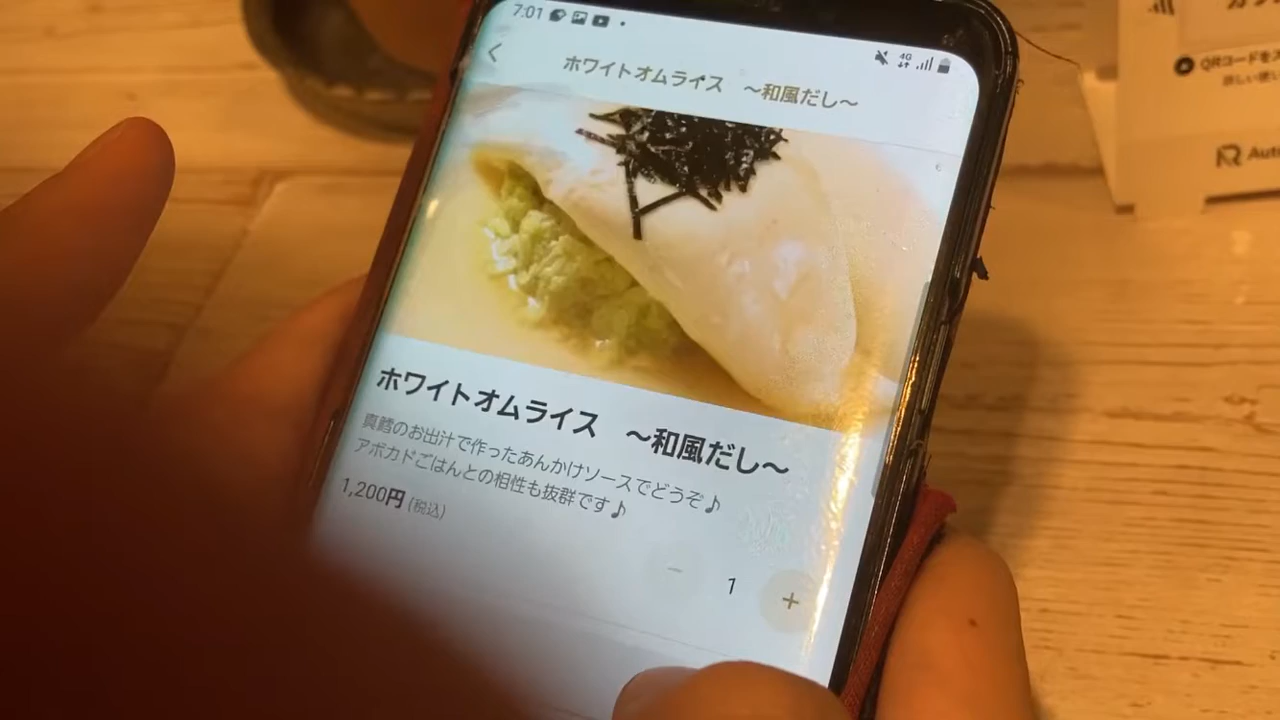 7:01
4G
ホワイトオムライス ～和風だし～
ホワイトオムライス ～和風だし～
真鱈のお出汁で作ったあんかけソースでどうぞ♪
アボカドごはんとの相性も抜群です♪
1,200円 (税込)
− 1 +
QRコードを